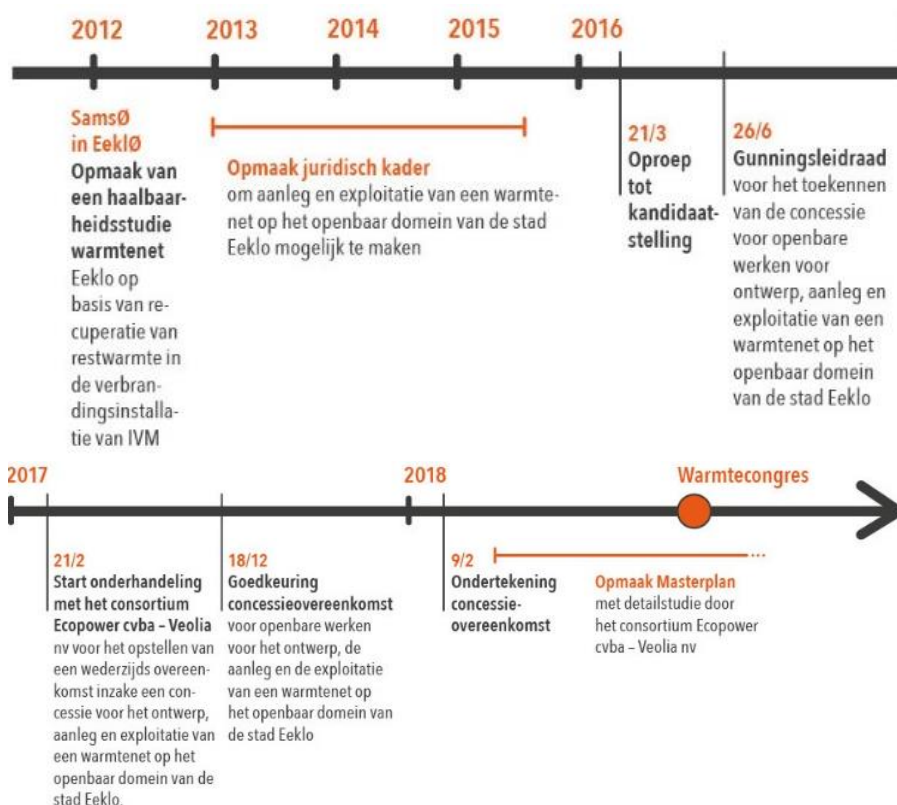 2012
2013
2014
2015
2016
SamsØ
in EeklØ
Opmaak van
een haalbaar-
heidsstudie
warmtenet
Eeklo op
basis van re-
cuperatie van
restwarmte in
de verbran-
dingsinstalla-
tie van IVM
Opmaak juridisch kader
om aanleg en exploitatie van een warmte-
net op het openbaar domein van de stad
Eeklo mogelijk te maken
21/3
Oproep
tot
kandidaat-
stelling
26/6
Gunningsleidraad
voor het toekennen
van de concessie
voor openbare
werken voor
ontwerp, aanleg en
exploitatie van een
warmtenet op het
openbaar domein
van de stad Eeklo
2017
2018
Warmtecongres
21/2
Start onderhandeling
met het consortium
Ecopower cvba – Veolia
nv voor het opstellen van
een wederzijds overeen-
komst inzake een con-
cessie voor het ontwerp,
aanleg en exploitatie van
een warmtenet op het
openbaar domein van de
stad Eeklo.
18/12
Goedkeuring
concessieovereenkomst
voor openbare werken
voor het ontwerp, de
aanleg en de exploitatie
van een warmtenet op
het openbaar domein van
de stad Eeklo
9/2
Ondertekening
concessie-
overeenkomst
Opmaak Masterplan
met detailstudie door
het consortium Ecopower
cvba – Veolia nv